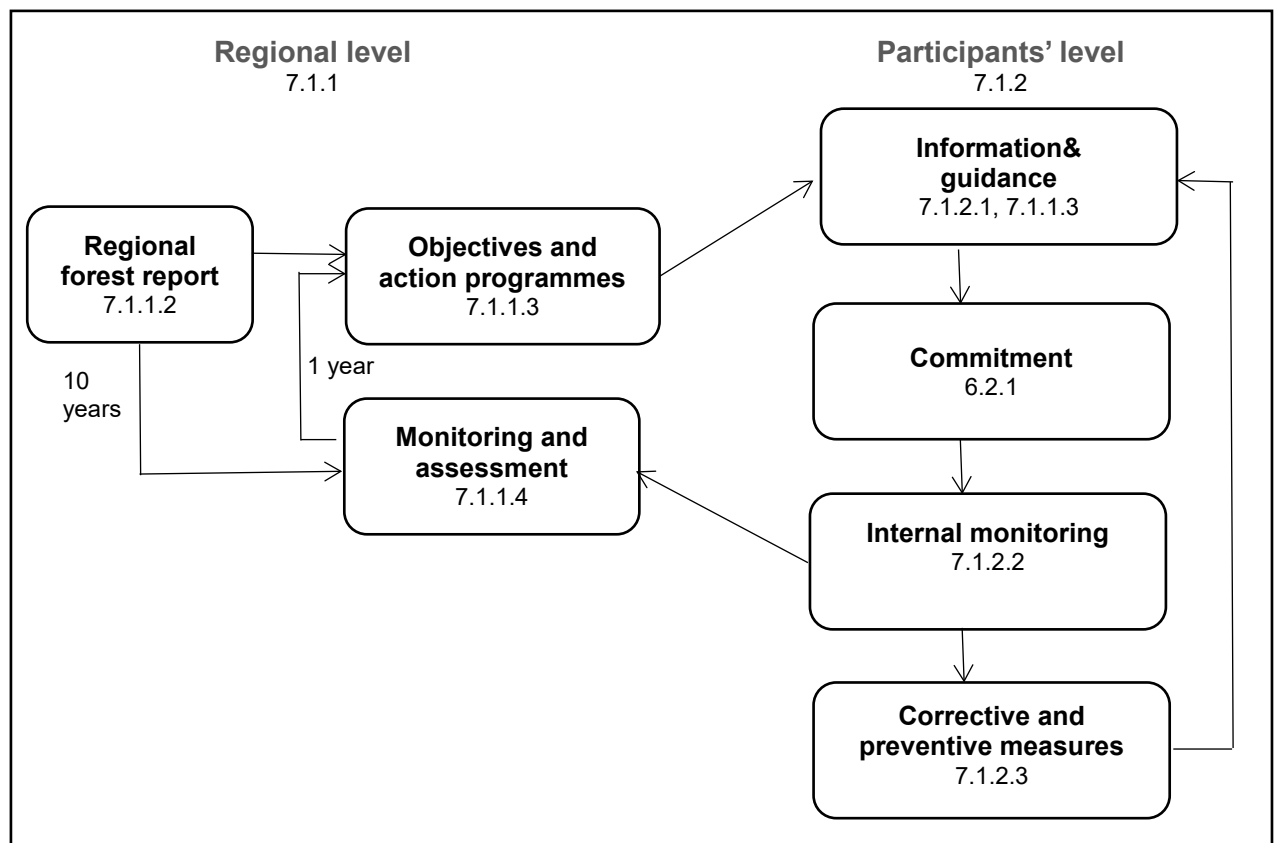 Regional level
7.1.1
Participants’ level
7.1.2
Information&
guidance
7.1.2.1, 7.1.1.3
Regional
forest report
7.1.1.2
Objectives and
action programmes
7.1.1.3
Commitment
6.2.1
1 year
10
years
Monitoring and
assessment
7.1.1.4
Internal monitoring
7.1.2.2
Corrective and
preventive measures
7.1.2.3